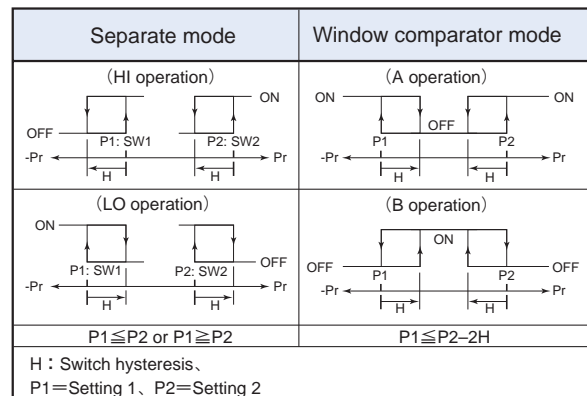 Separate mode
Window comparator mode
（HI operation）
ON
OFF
P1: SW1
P2: SW2
-Pr
Pr
H
H
（A operation）
ON
ON
OFF
P1
P2
-Pr
Pr
H
H
（LO operation）
ON
P1: SW1
P2: SW2
OFF
-Pr
Pr
H
H
（B operation）
ON
OFF
OFF
P1
P2
-Pr
Pr
H
H
P1≦P2 or P1≧P2
P1≦P2–2H
H：Switch hysteresis、
P1＝Setting 1、P2＝Setting 2